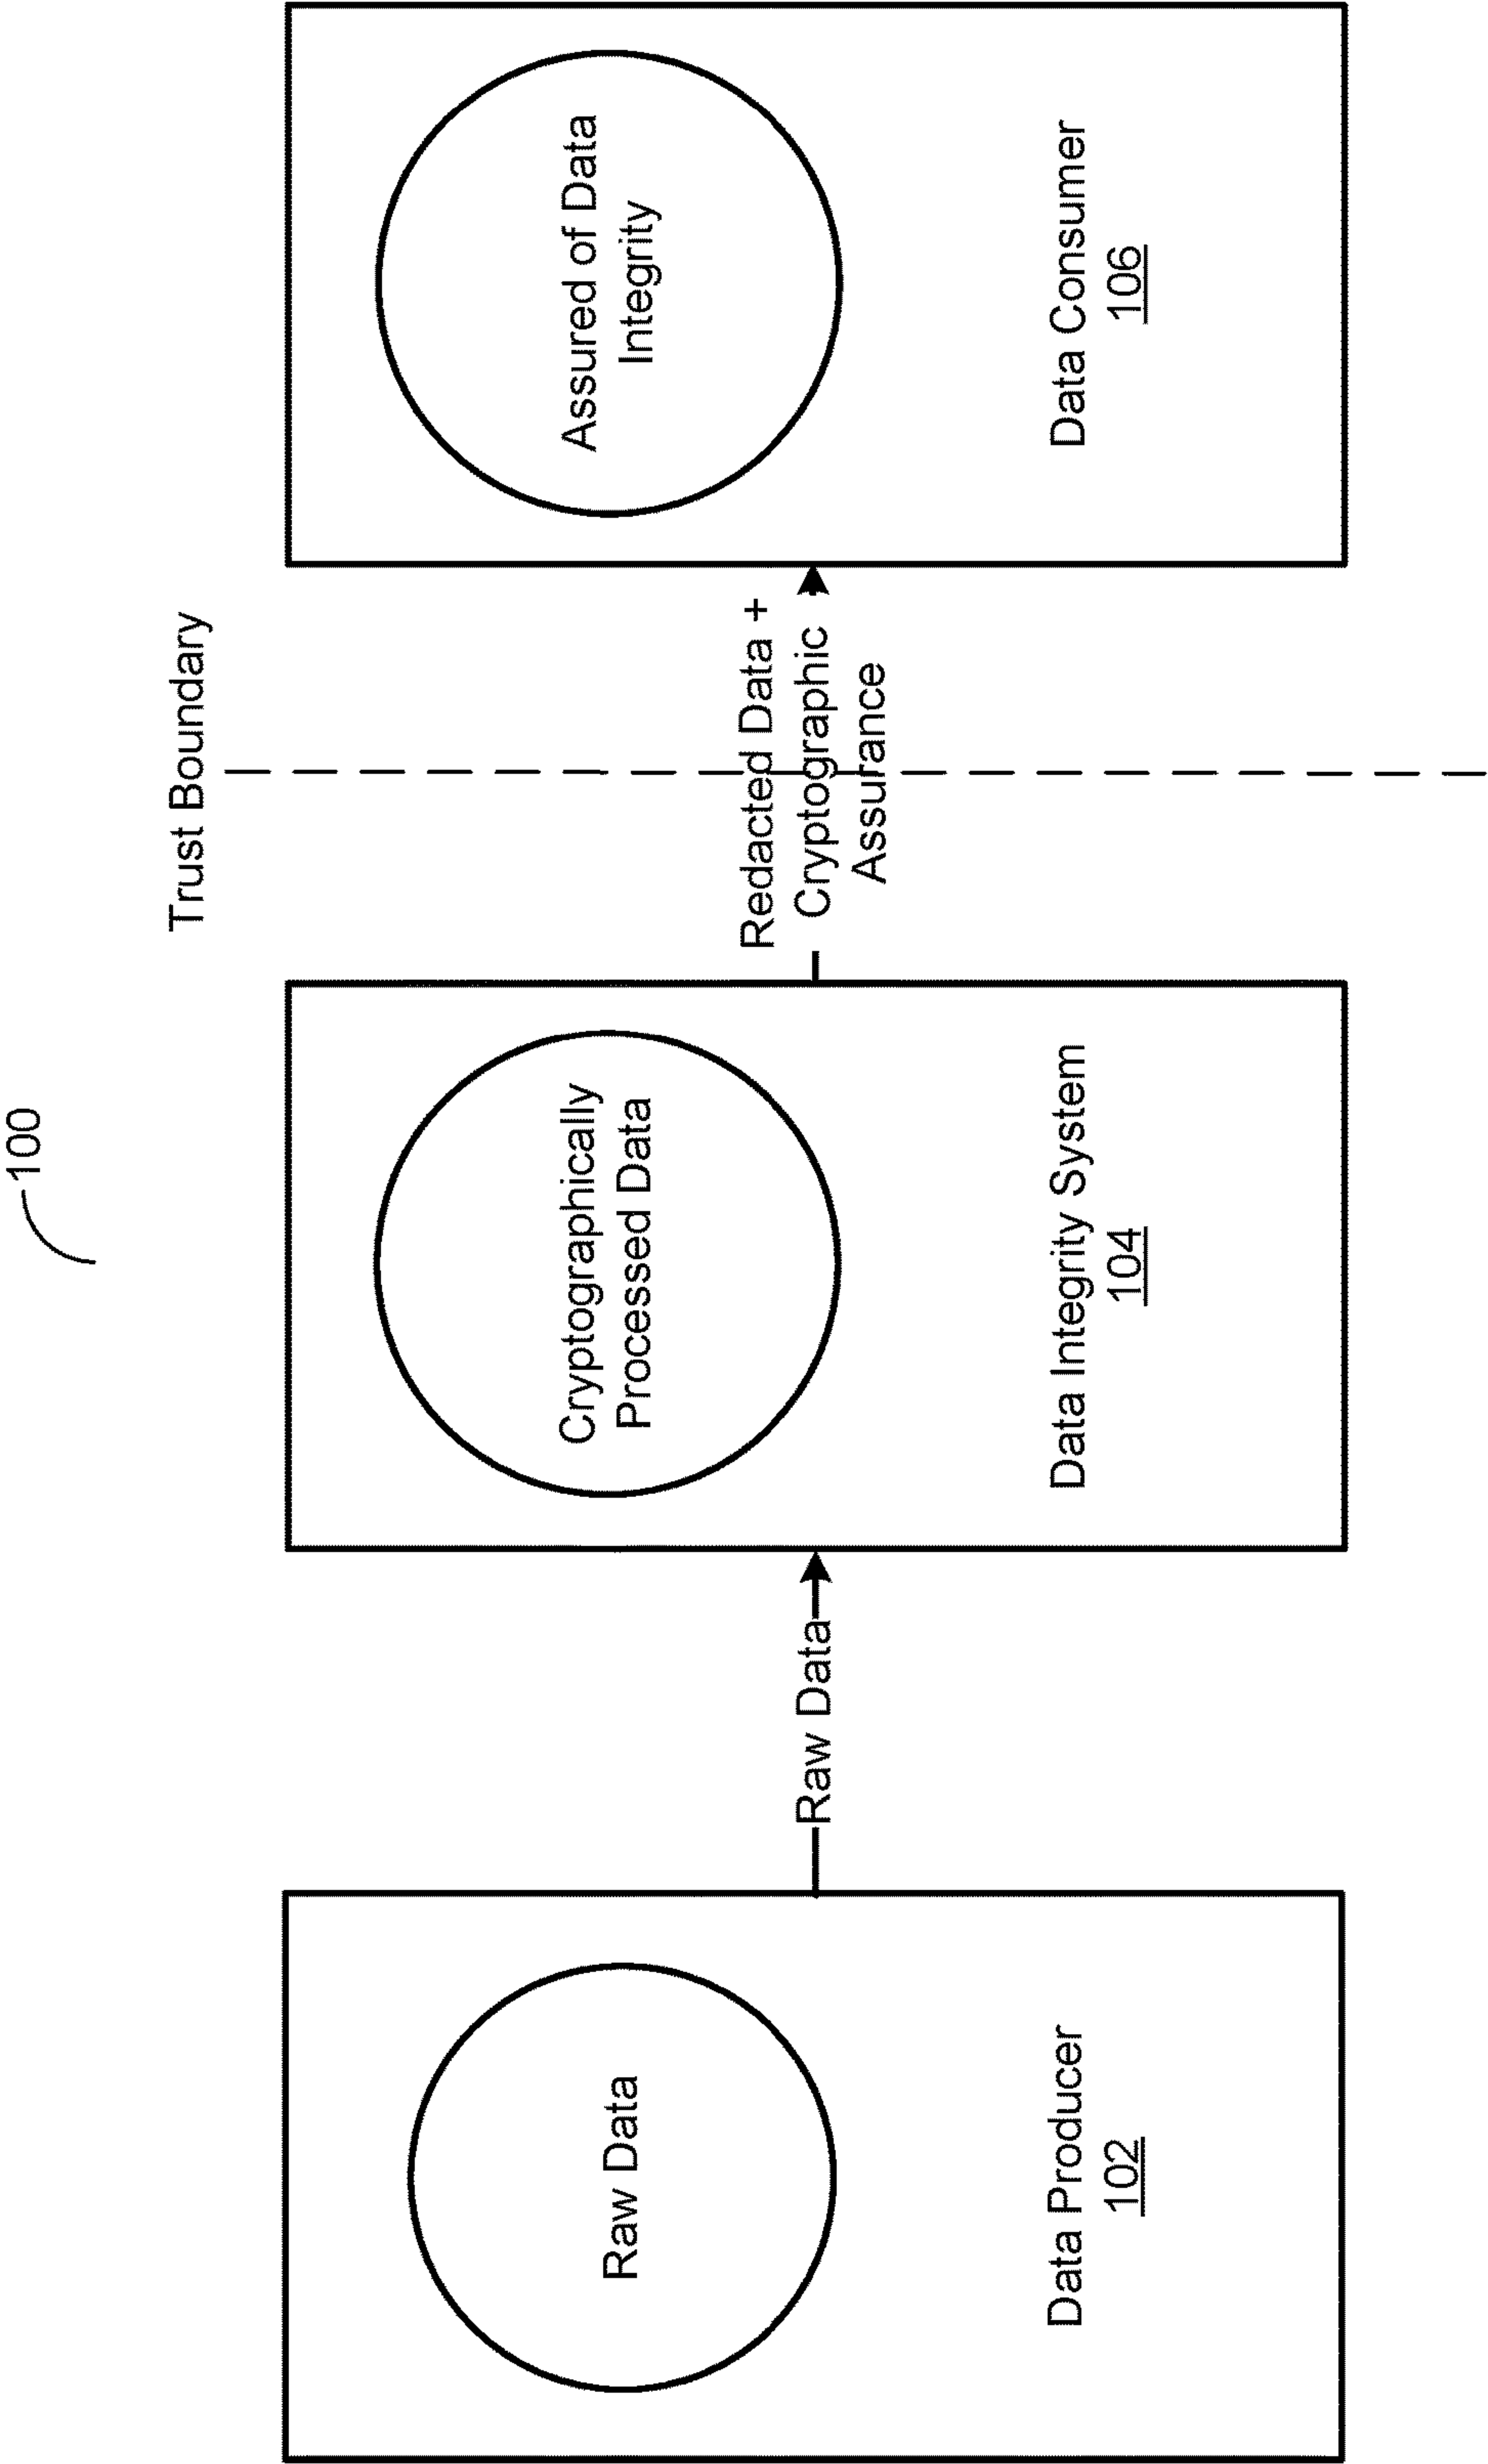 100
Trust Boundary
Raw Data
Data Producer
102
Raw Data
Cryptographically
Processed Data
Data Integrity System
104
Redacted Data +
Cryptographic
Assurance
Assured of Data
Integrity
Data Consumer
106